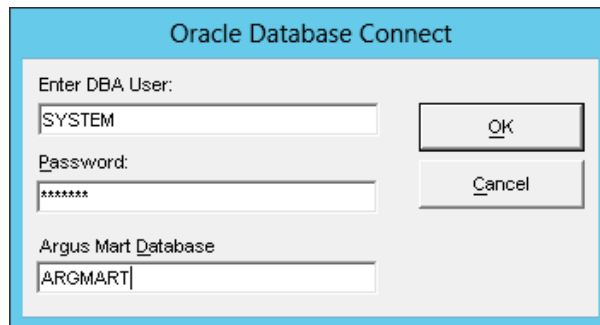 Oracle Database Connect
Enter DBA User:
SYSTEM
OK
Password:
*******
Cancel
Argus Mart Database
ARGMART